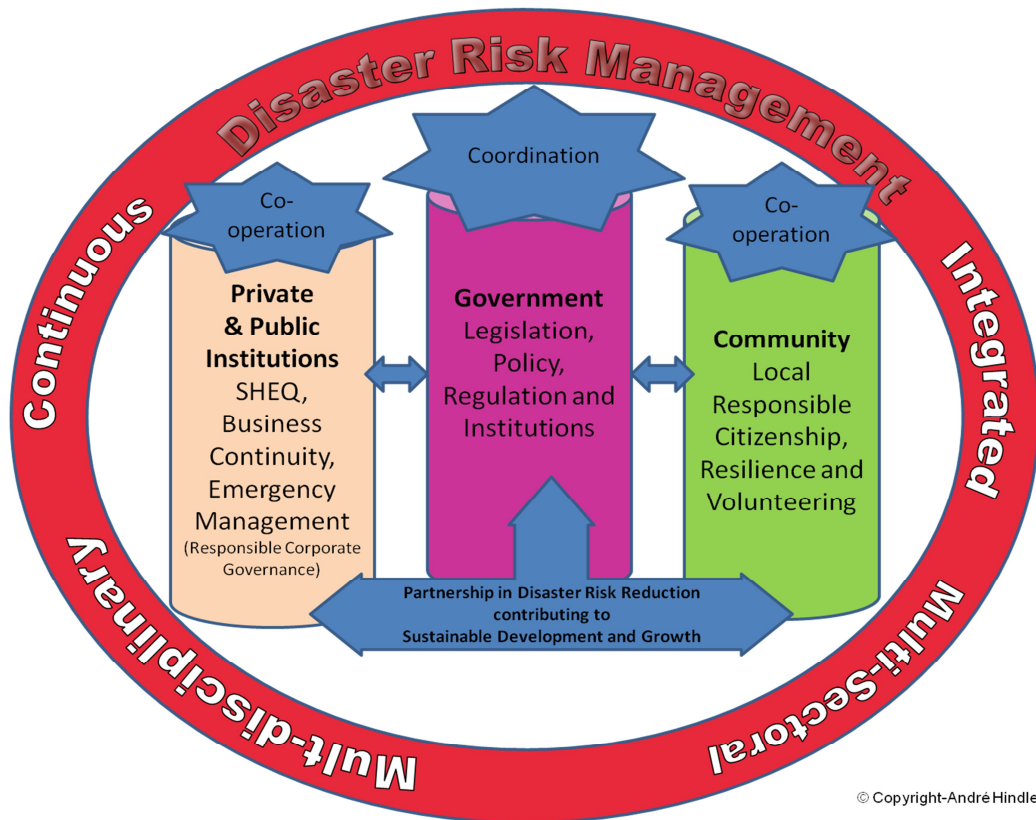 Disaster Risk Management
Continuous
Integrated
Mult-disciplinary
Multi-Sectoral
Coordination
Co-
operation
Co-
operation
Private
& Public
Institutions
SHEQ,
Business
Continuity,
Emergency
Management
(Responsible Corporate
Governance)
Government
Legislation,
Policy,
Regulation and
Institutions
Community
Local
Responsible
Citizenship,
Resilience and
Volunteering
Partnership in Disaster Risk Reduction
contributing to
Sustainable Development and Growth
© Copyright-André Hindle